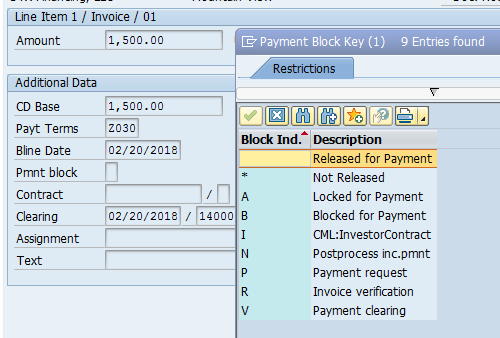 Line Item 1 / Invoice / 01
Amount 1,500.00
Additional Data
CD Base 1,500.00
Payt Terms Z030
Bline Date 02/20/2018
Pmnt block
Contract /
Clearing 02/20/2018 / 14000
Assignment
Text
Payment Block Key (1) 9 Entries found
Restrictions
Block Ind. Description
Released for Payment
* Not Released
A Locked for Payment
B Blocked for Payment
I CML:InvestorContract
N Postprocess inc.pmnt
P Payment request
R Invoice verification
V Payment clearing